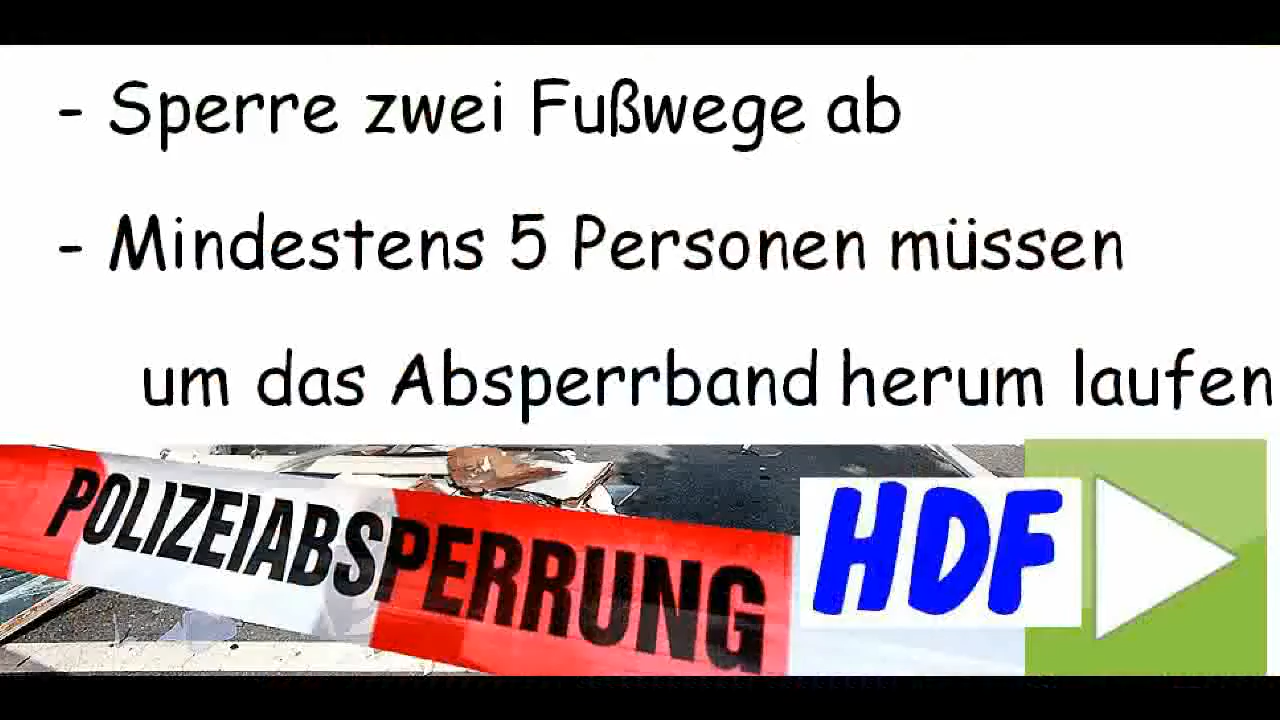 - Sperre zwei Fußwege ab
- Mindestens 5 Personen müssen
um das Absperrband herum laufen
POLIZEIABSPERRUNG
HDF